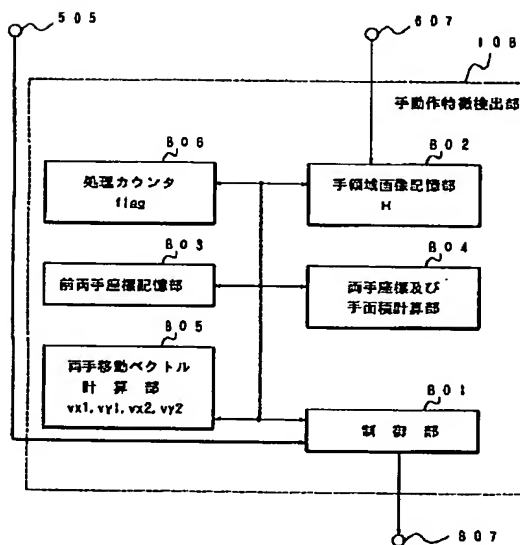 505
607
108
手動作特徴検出部
806
処理カウンタ
flag
802
手領域画像記憶部
H
803
前両手座標記憶部
804
両手座標及び
手面積計算部
805
両手移動ベクトル
計算部
vx1,vy1,vx2,vy2
801
制御部
807